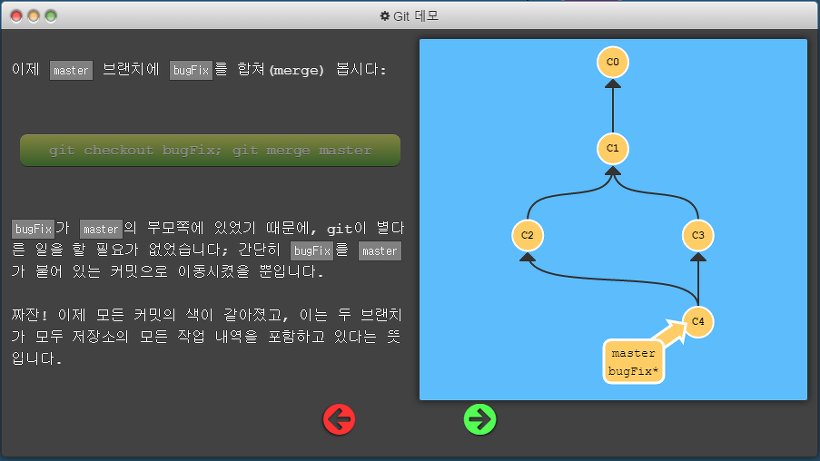 Git 데모
이제 master 브랜치에 bugFix를 합쳐(merge) 봅시다:
git checkout bugFix; git merge master
bugFix가 master의 부모쪽에 있었기 때문에, git이 별다
른 일을 할 필요가 없었습니다; 간단히 bugFix를 master
가 붙어 있는 커밋으로 이동시켰을 뿐입니다.
짜잔! 이제 모든 커밋의 색이 같아졌고, 이는 두 브랜치
가 모두 저장소의 모든 작업 내역을 포함하고 있다는 뜻
입니다.
C0
C1
C2
C3
C4
master
bugFix*